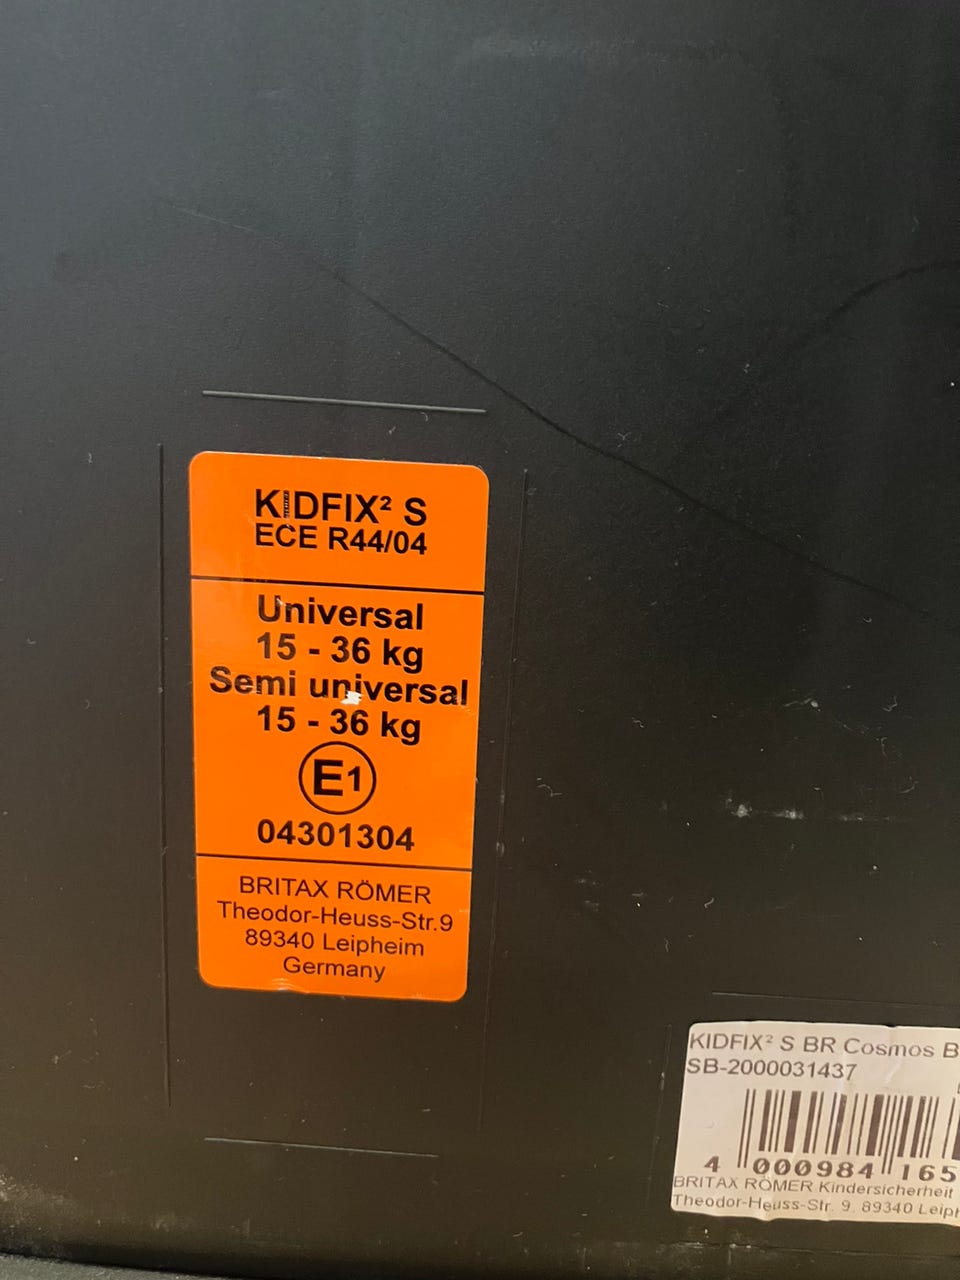 KIDFIX² S
ECE R44/04
Universal
15 - 36 kg
Semi universal
15 - 36 kg
E1
04301304
BRITAX RÖMER
Theodor-Heuss-Str.9
89340 Leipheim
Germany
KIDFIX² S BR Cosmos B
SB-2000031437
4 000984 165
BRITAX RÖMER Kindersicherheit
Theodor-Heuss-Str. 9, 89340 Leiph